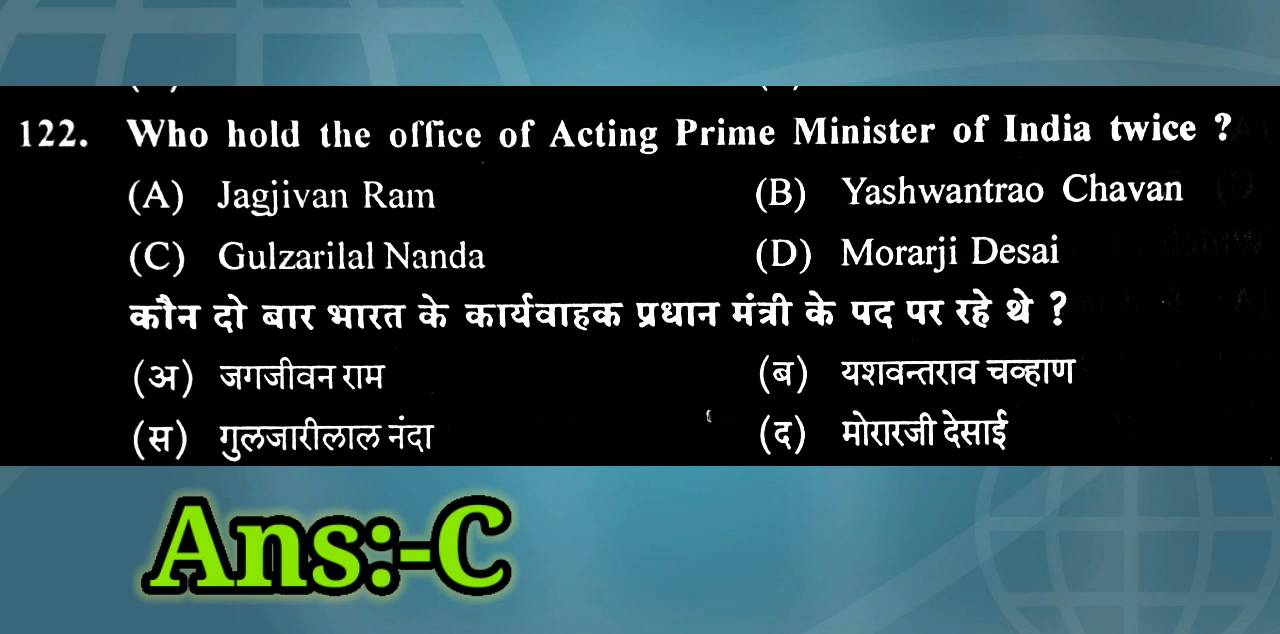 122. Who hold the office of Acting Prime Minister of India twice ?
(A) Jagjivan Ram (B) Yashwantrao Chavan
(C) Gulzarilal Nanda (D) Morarji Desai
कौन दो बार भारत के कार्यवाहक प्रधान मंत्री के पद पर रहे थे ?
(अ) जगजीवन राम (ब) यशवन्तराव चव्हाण
(स) गुलजारीलाल नंदा (द) मोरारजी देसाई
Ans:-C